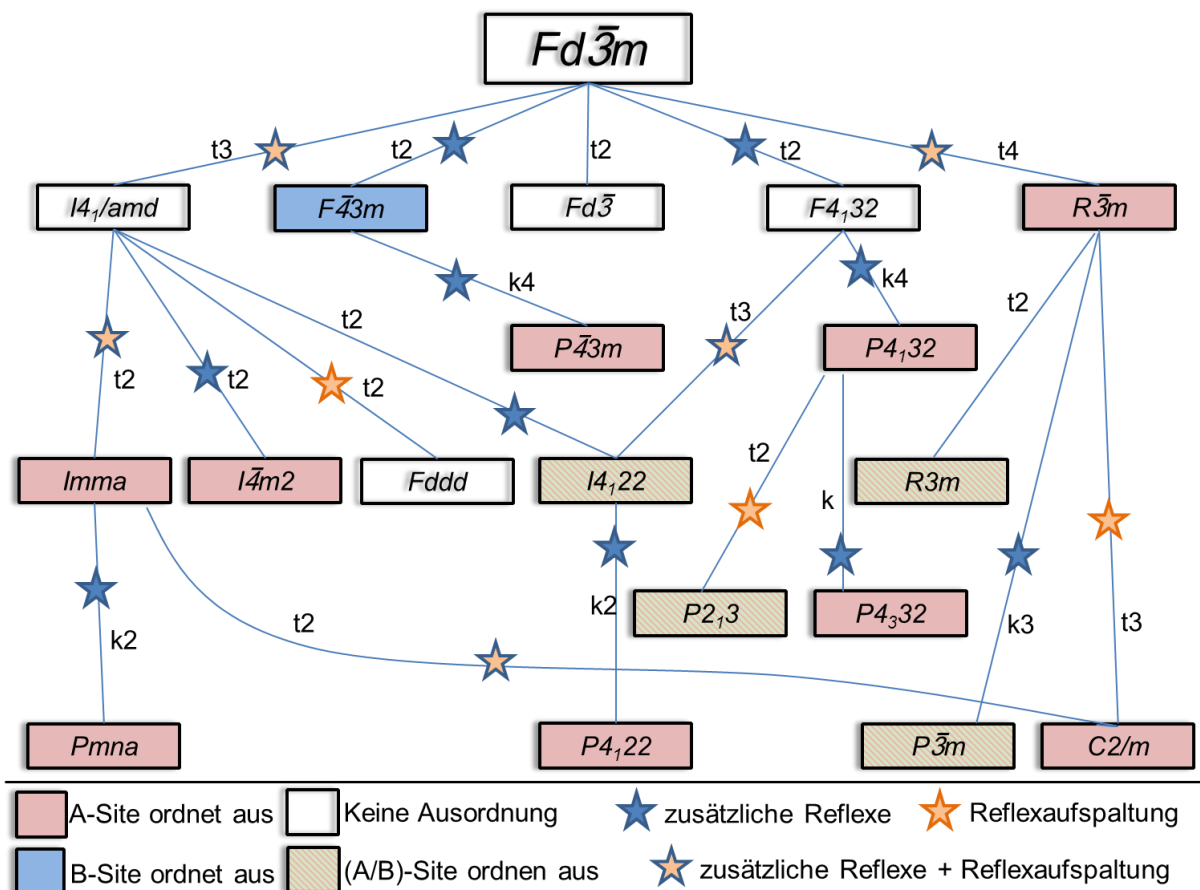 Fd3̄m
t3
t2
t2
t2
t4
I4₁/amd
F4̄3m
Fd3̄
F4₁32
R3̄m
k4
k4
t2
t3
t2
P4̄3m
P4₁32
t2
t2
t2
t2
k
Imma
I4̄m2
Fddd
I4₁22
R3m
k2
t2
k2
P2₁3
P4₃32
k3
t3
Pmna
P4₁22
P3̄m
C2/m
A-Site ordnet aus
Keine Ausordnung
zusätzliche Reflexe
Reflexaufspaltung
B-Site ordnet aus
(A/B)-Site ordnen aus
zusätzliche Reflexe + Reflexaufspaltung